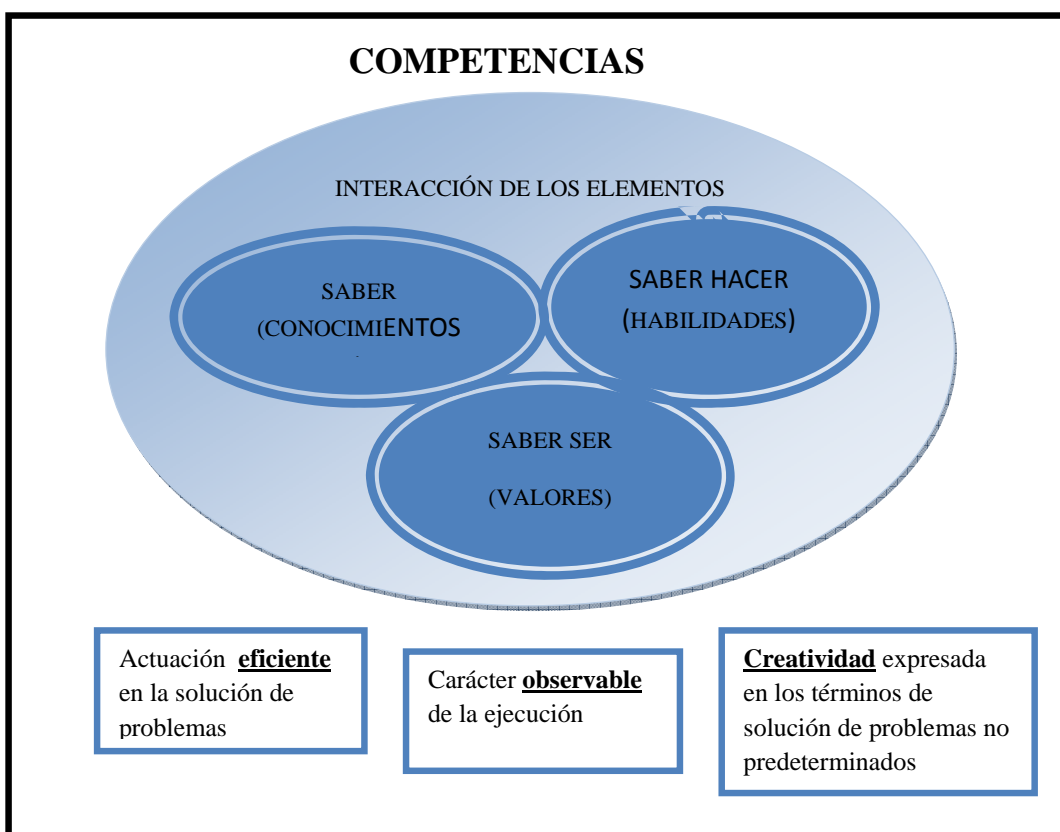 COMPETENCIAS
INTERACCIÓN DE LOS ELEMENTOS
SABER
(CONOCIMIENTOS
SABER HACER
(HABILIDADES)
SABER SER
(VALORES)
Actuación eficiente
en la solución de
problemas
Carácter observable
de la ejecución
Creatividad expresada
en los términos de
solución de problemas no
predeterminados